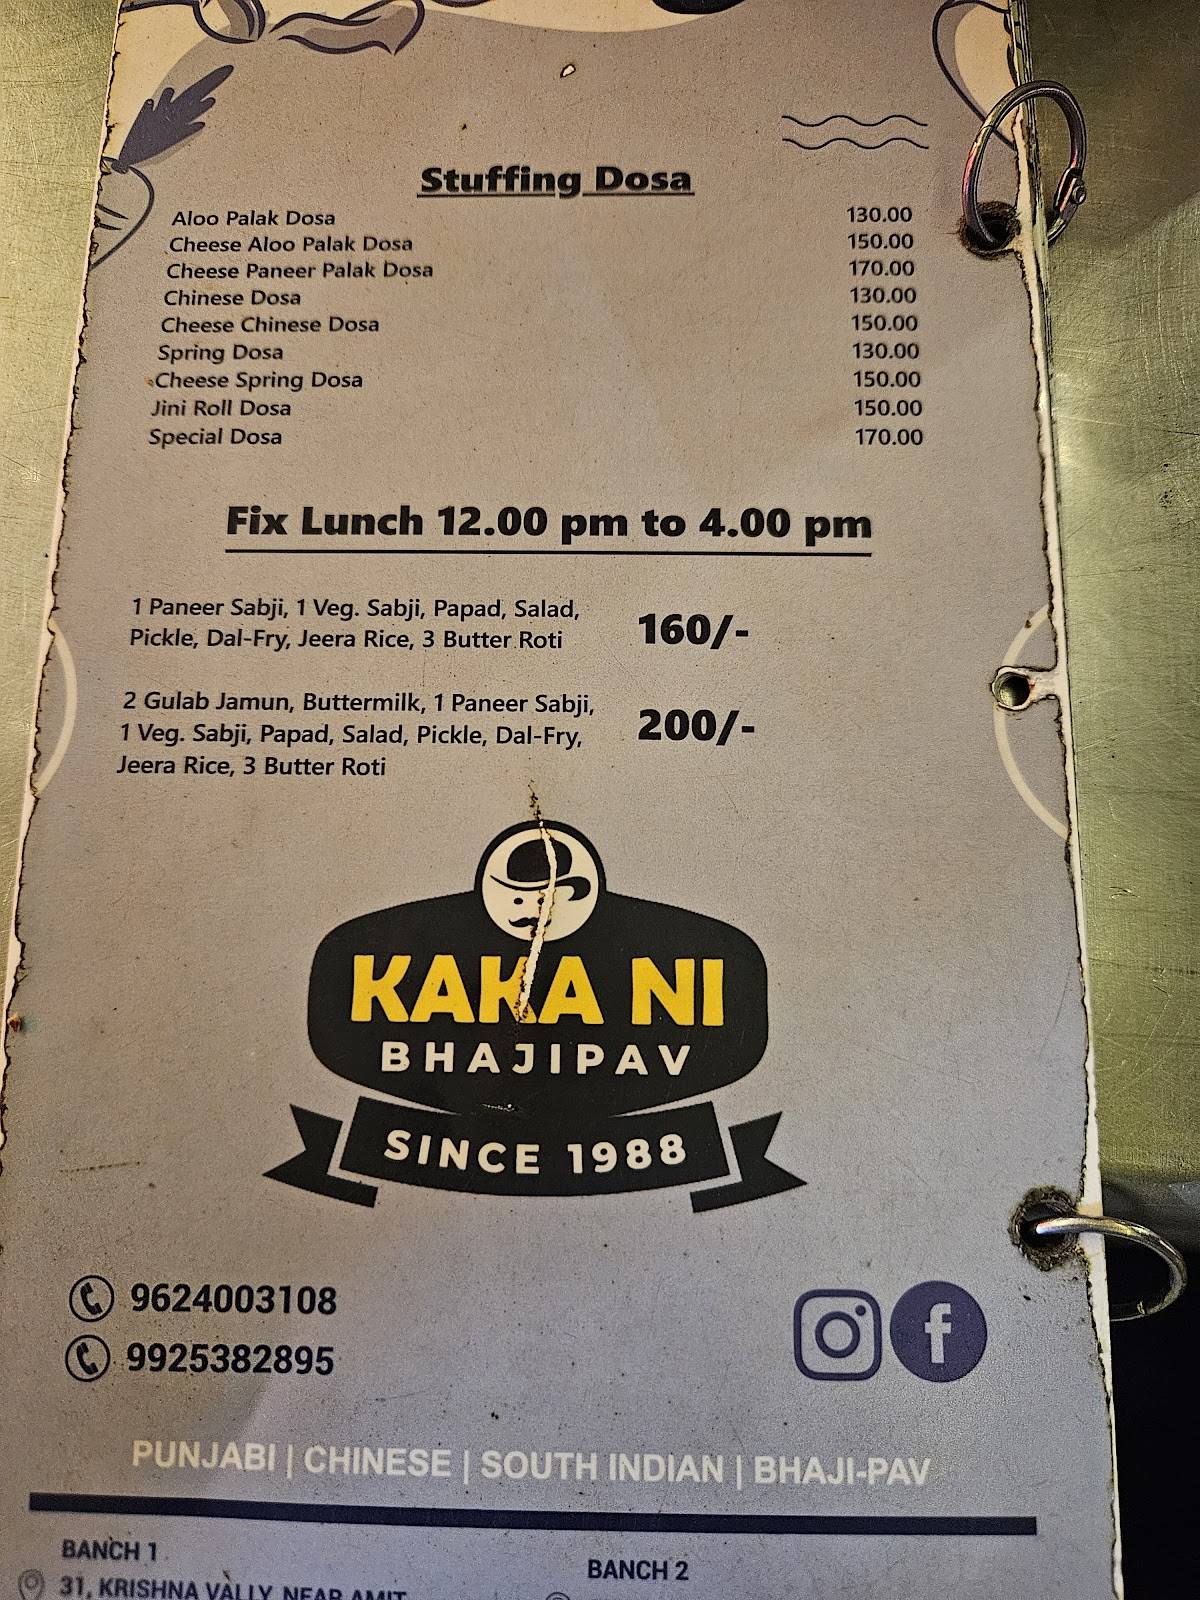 Stuffing Dosa
Aloo Palak Dosa 130.00
Cheese Aloo Palak Dosa 150.00
Cheese Paneer Palak Dosa 170.00
Chinese Dosa 130.00
Cheese Chinese Dosa 150.00
Spring Dosa 130.00
Cheese Spring Dosa 150.00
Jini Roll Dosa 150.00
Special Dosa 170.00
Fix Lunch 12.00 pm to 4.00 pm
1 Paneer Sabji, 1 Veg. Sabji, Papad, Salad,
Pickle, Dal-Fry, Jeera Rice, 3 Butter Roti
160/-
2 Gulab Jamun, Buttermilk, 1 Paneer Sabji,
1 Veg. Sabji, Papad, Salad, Pickle, Dal-Fry,
Jeera Rice, 3 Butter Roti
200/-
KAKA NI
BHAJIPAV
SINCE 1988
9624003108
9925382895
PUNJABI | CHINESE | SOUTH INDIAN | BHAJI-PAV
BANCH 1
31, KRISHNA VALLY, NEAR AMIT
BANCH 2